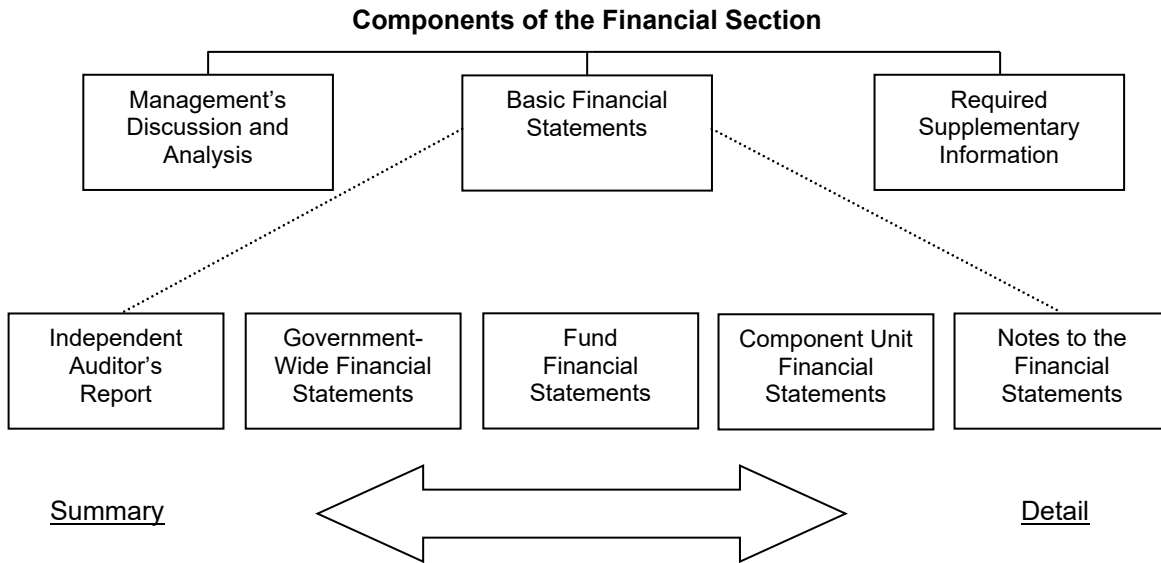 Components of the Financial Section
Management’s
Discussion and
Analysis
Basic Financial
Statements
Required
Supplementary
Information
Independent
Auditor’s
Report
Government-
Wide Financial
Statements
Fund
Financial
Statements
Component Unit
Financial
Statements
Notes to the
Financial
Statements
Summary
Detail